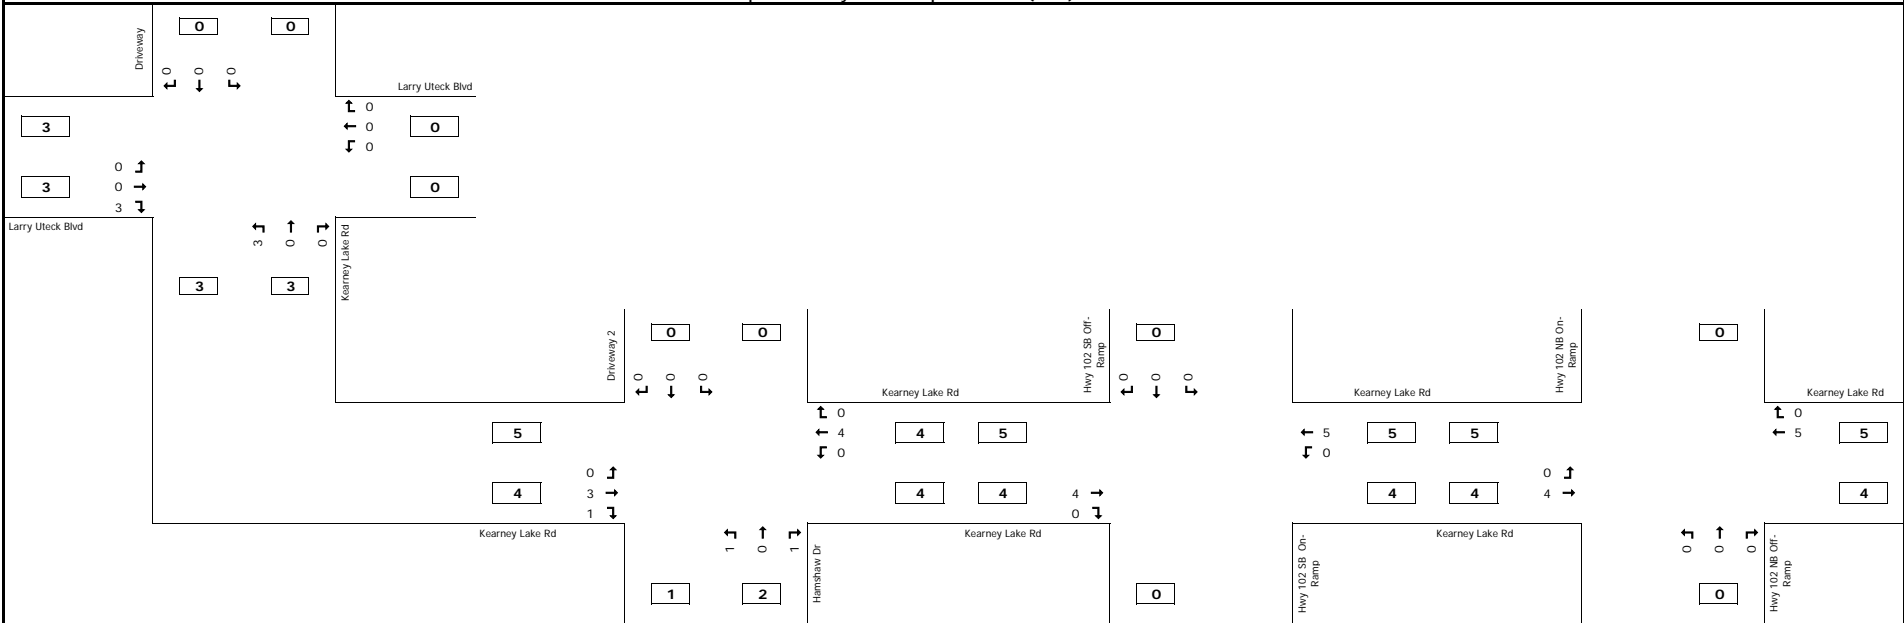 0 0
Driveway
0 0 0
Larry Uteck Blvd
0
3 0 0
0
0
3 0 0
3
Larry Uteck Blvd
3 0 0
Kearney Lake Rd
3 3
Driveway 2
0 0
Hwy 102 SB Off-
Ramp
0
Hwy 102 NB On-
Ramp
0
0 0 0
0 0 0
Kearney Lake Rd
Kearney Lake Rd
Kearney Lake Rd
0
0
5 4 4 5 5 5 5 5 5
0
0
0
0
4 3 4 4 4 4 4 4 4
1
0
Kearney Lake Rd
Kearney Lake Rd
Kearney Lake Rd
1 0 1
0 0 0
Hamshaw Dr
Hwy 102 SB On-
Ramp
Hwy 102 NB Off-
Ramp
1 2 0 0